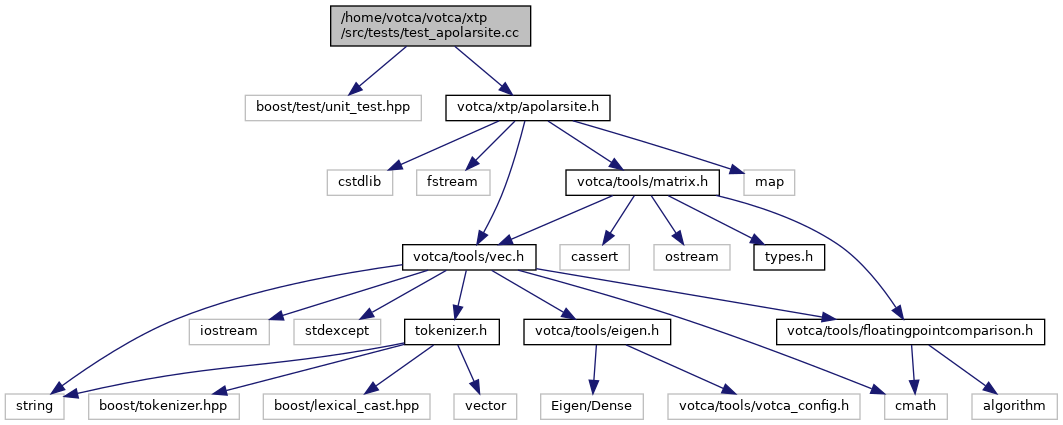 /home/votca/votca/xtp
/src/tests/test_apolarsite.cc
boost/test/unit_test.hpp
votca/xtp/apolarsite.h
cstdlib
fstream
votca/tools/matrix.h
map
votca/tools/vec.h
cassert
ostream
types.h
iostream
stdexcept
tokenizer.h
votca/tools/eigen.h
votca/tools/floatingpointcomparison.h
string
boost/tokenizer.hpp
boost/lexical_cast.hpp
vector
Eigen/Dense
votca/tools/votca_config.h
cmath
algorithm